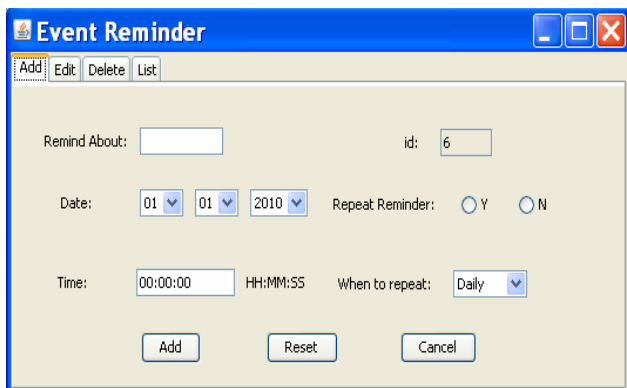 Event Reminder
Add Edit Delete List
Remind About: id: 6
Date: 01 01 2010 Repeat Reminder: Y N
Time: 00:00:00 HH:MM:SS When to repeat: Daily
Add Reset Cancel